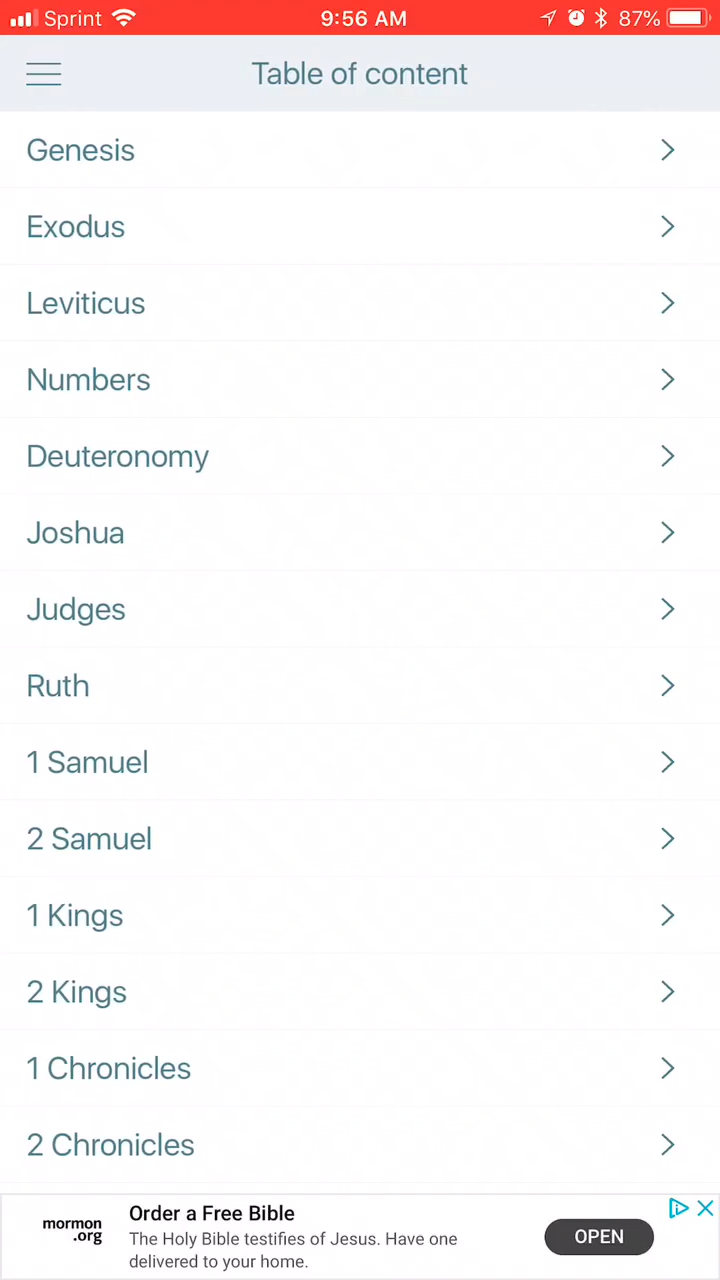 Sprint 9:56 AM 87%
Table of content
Genesis
Exodus
Leviticus
Numbers
Deuteronomy
Joshua
Judges
Ruth
1 Samuel
2 Samuel
1 Kings
2 Kings
1 Chronicles
2 Chronicles
mormon
.org
Order a Free Bible
The Holy Bible testifies of Jesus. Have one
delivered to your home.
OPEN